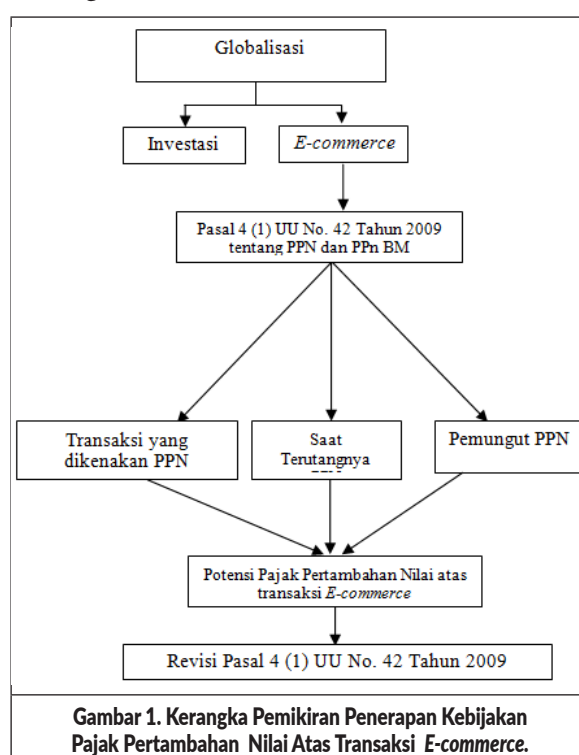 Globalisasi
Investasi
E-commerce
Pasal 4 (1) UU No. 42 Tahun 2009
tentang PPN dan PPn BM
Transaksi yang
dikenakan PPN
Saat
Terutangnya
Pemungut PPN
Potensi Pajak Pertambahan Nilai atas
transaksi E-commerce
Revisi Pasal 4 (1) UU No. 42 Tahun 2009
Gambar 1. Kerangka Pemikiran Penerapan Kebijakan
Pajak Pertambahan Nilai Atas Transaksi E-commerce.